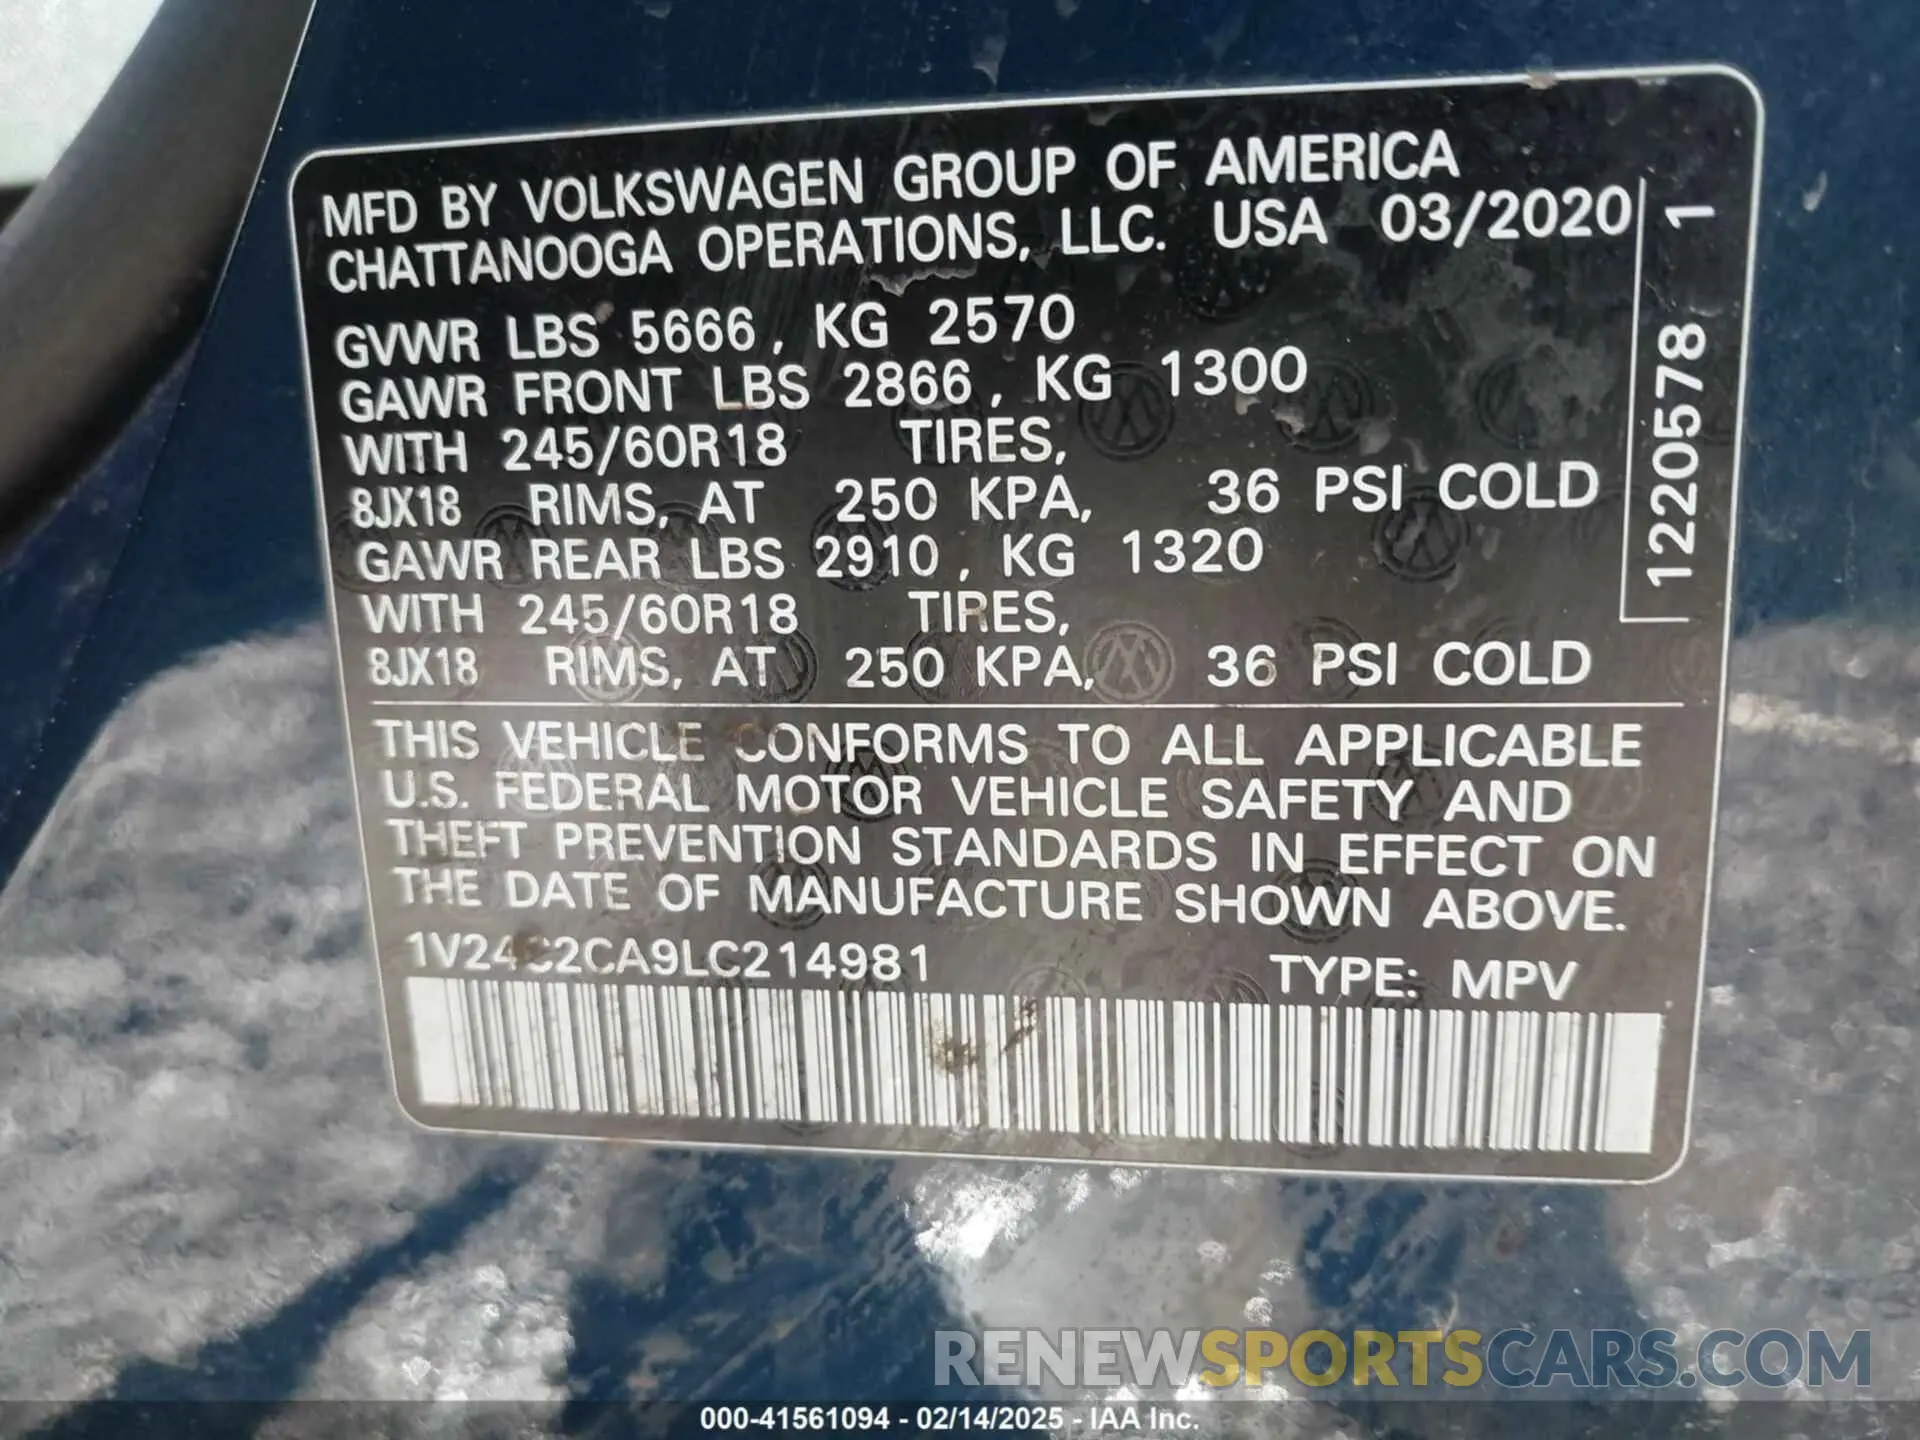 MFD BY VOLKSWAGEN GROUP OF AMERICA
CHATTANOOGA OPERATIONS, LLC. USA 03/2020
GVWR LBS 5666, KG 2570
GAWR FRONT LBS 2866, KG 1300
WITH 245/60R18 TIRES,
8JX18 RIMS, AT 250 KPA, 36 PSI COLD
GAWR REAR LBS 2910, KG 1320
WITH 245/60R18 TIRES,
8JX18 RIMS, AT 250 KPA, 36 PSI COLD
1220578 1
THIS VEHICLE CONFORMS TO ALL APPLICABLE
U.S. FEDERAL MOTOR VEHICLE SAFETY AND
THEFT PREVENTION STANDARDS IN EFFECT ON
THE DATE OF MANUFACTURE SHOWN ABOVE.
1V24C2CA9LC214981 TYPE: MPV
RENEWSPORTSCARS.COM
000-41561094 - 02/14/2025 - IAA Inc.